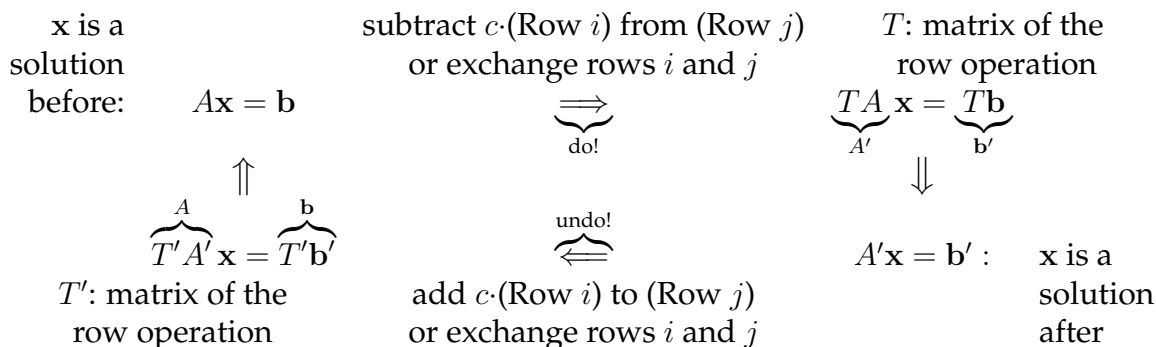 x is a subtract c·(Row i) from (Row j) T: matrix of the
solution or exchange rows i and j row operation
before: Ax = b ⟹ TA x = Tb
do! A′ b′
⇑ ⇓
A b undo!
T′A′ x = T′b′ ⟸ A′x = b′ : x is a
T′: matrix of the add c·(Row i) to (Row j) solution
row operation or exchange rows i and j after